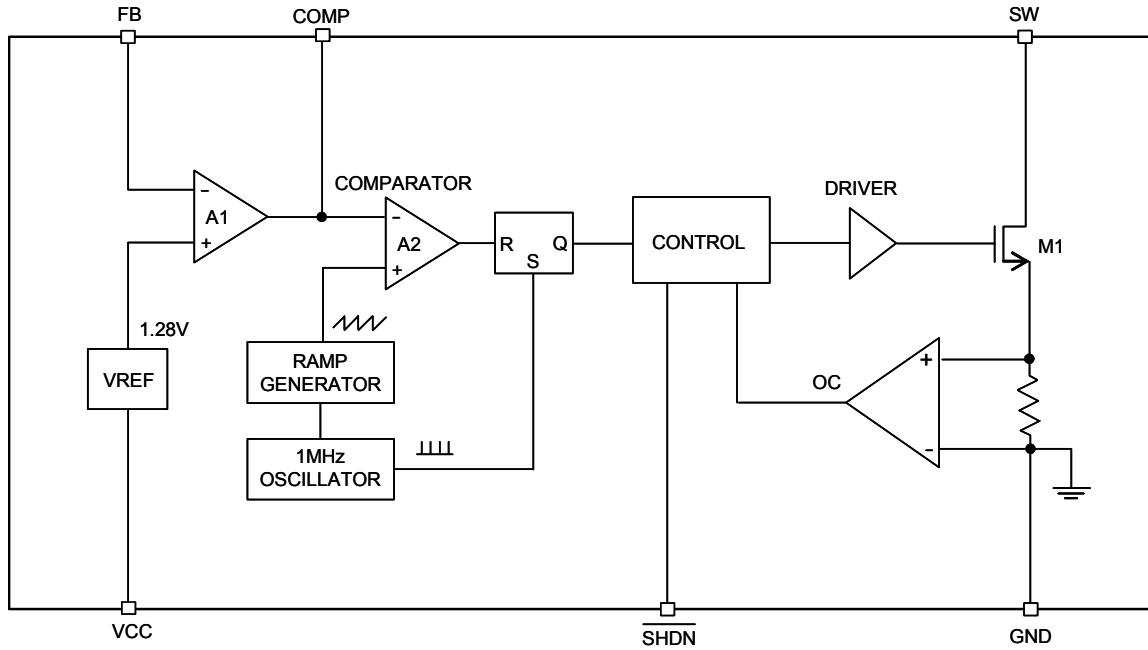 FB
COMP
SW
COMPARATOR
DRIVER
-
A1
+
-
A2
+
R
Q
S
CONTROL
M1
1.28V
VREF
RAMP
GENERATOR
1MHz
OSCILLATOR
OC
+
-
VCC
SHDN
GND